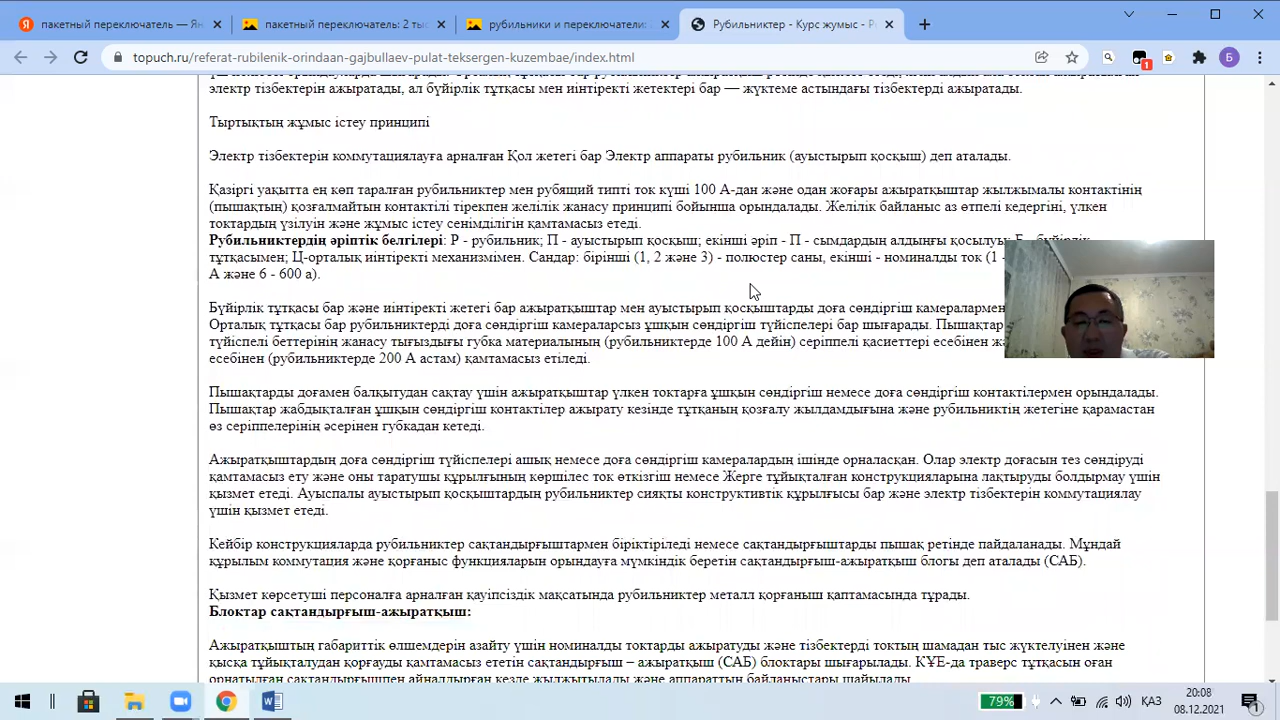 пакетный переключатель — Ян
пакетный переключатель: 2 тыс
рубильники и переключатели:
Рубильниктер - Курс жумыс - Р
topuch.ru/referat-rubilenik-orindaan-gajbullaev-pulat-teksergen-kuzembae/index.html
Б
1
электр тізбектерін ажыратады, ал бүйірлік тұтқасы мен иінтіректі жетектері бар — жүктеме астындағы тізбектерді ажыратады.
Тыртықтың жұмыс істеу принципі
Электр тізбектерін коммутациялауға арналған Қол жетегі бар Электр аппараты рубильник (ауыстырып қосқыш) деп аталады.
Қазіргі уақытта ең көп таралған рубильниктер мен рубящий типті ток күші 100 А-дан және одан жоғары ажыратқыштар жылжымалы контактінің
(пышақтың) қозғалмайтын контактілі тірекпен желілік жанасу принципі бойынша орындалады. Желілік байланыс аз өтпелі кедергіні, үлкен
токтардың үзілуін және жұмыс істеу сенімділігін қамтамасыз етеді.
Рубильниктердің әріптік белгілері: Р - рубильник; П - ауыстырып қосқыш; екінші әріп - П - сымдардың алдыңғы қосылуы; Б - бүйірлік
тұтқасымен; Ц-орталық иінтіректі механизмімен. Сандар: бірінші (1, 2 және 3) - полюстер саны, екінші - номиналды ток (1 -
А және 6 - 600 а).
Бүйірлік тұтқасы бар және иінтіректі жетегі бар ажыратқыштар мен ауыстырып қосқыштарды доға сөндіргіш камералармен
Орталық тұтқасы бар рубильниктерді доға сөндіргіш камераларсыз ұшқын сөндіргіш түйіспелері бар шығарады. Пышақтар
түйіспелі беттерінің жанасу тығыздығы губка материалының (рубильниктерде 100 А дейін) серіппелі қасиеттері есебінен
есебінен (рубильниктерде 200 А астам) қамтамасыз етіледі.
Пышақтарды доғамен балқытудан сақтау үшін ажыратқыштар үлкен токтарға ұшқын сөндіргіш немесе доға сөндіргіш контактілермен орындалады.
Пышақтар жабдықталған ұшқын сөндіргіш контактілер ажырату кезінде тұтқаның қозғалу жылдамдығына және рубильниктің жетегіне қарамастан
өз серіппелерінің әсерінен губкадан кетеді.
Ажыратқыштардың доға сөндіргіш түйіспелері ашық немесе доға сөндіргіш камералардың ішінде орналасқан. Олар электр доғасын тез сөндіруді
қамтамасыз ету және оны таратушы құрылғының көршілес ток өткізгіш немесе Жерге тұйықталған конструкцияларына лақтыруды болдырмау үшін
қызмет етеді. Ауыспалы ауыстырып қосқыштардың рубильниктер сияқты конструктивтік құрылғысы бар және электр тізбектерін коммутациялау
үшін қызмет етеді.
Кейбір конструкцияларда рубильниктер сақтандырғыштармен біріктіріледі немесе сақтандырғыштарды пышақ ретінде пайдаланады. Мұндай
құрылым коммутация және қорғаныс функцияларын орындауға мүмкіндік беретін сақтандырғыш-ажыратқыш блогы деп аталады (САБ).
Қызмет көрсетуші персоналға арналған қауіпсіздік мақсатында рубильниктер металл қорғаныш қаптамасында тұрады.
Блоктар сақтандырғыш-ажыратқыш:
Ажыратқыштың габариттік өлшемдерін азайту үшін номиналды токтарды ажыратуды және тізбектерді токтың шамадан тыс жүктелуінен және
қысқа тұйықталудан қорғауды қамтамасыз ететін сақтандырғыш – ажыратқыш (САБ) блоктары шығарылады. КҮЕ-да траверс тұтқасын оған
орнатылған сақтандырғышпен айналдырған кезде жылжытылады және аппараттың байланыстары шайылады
79%
ҚАЗ
20:08
08.12.2021
1